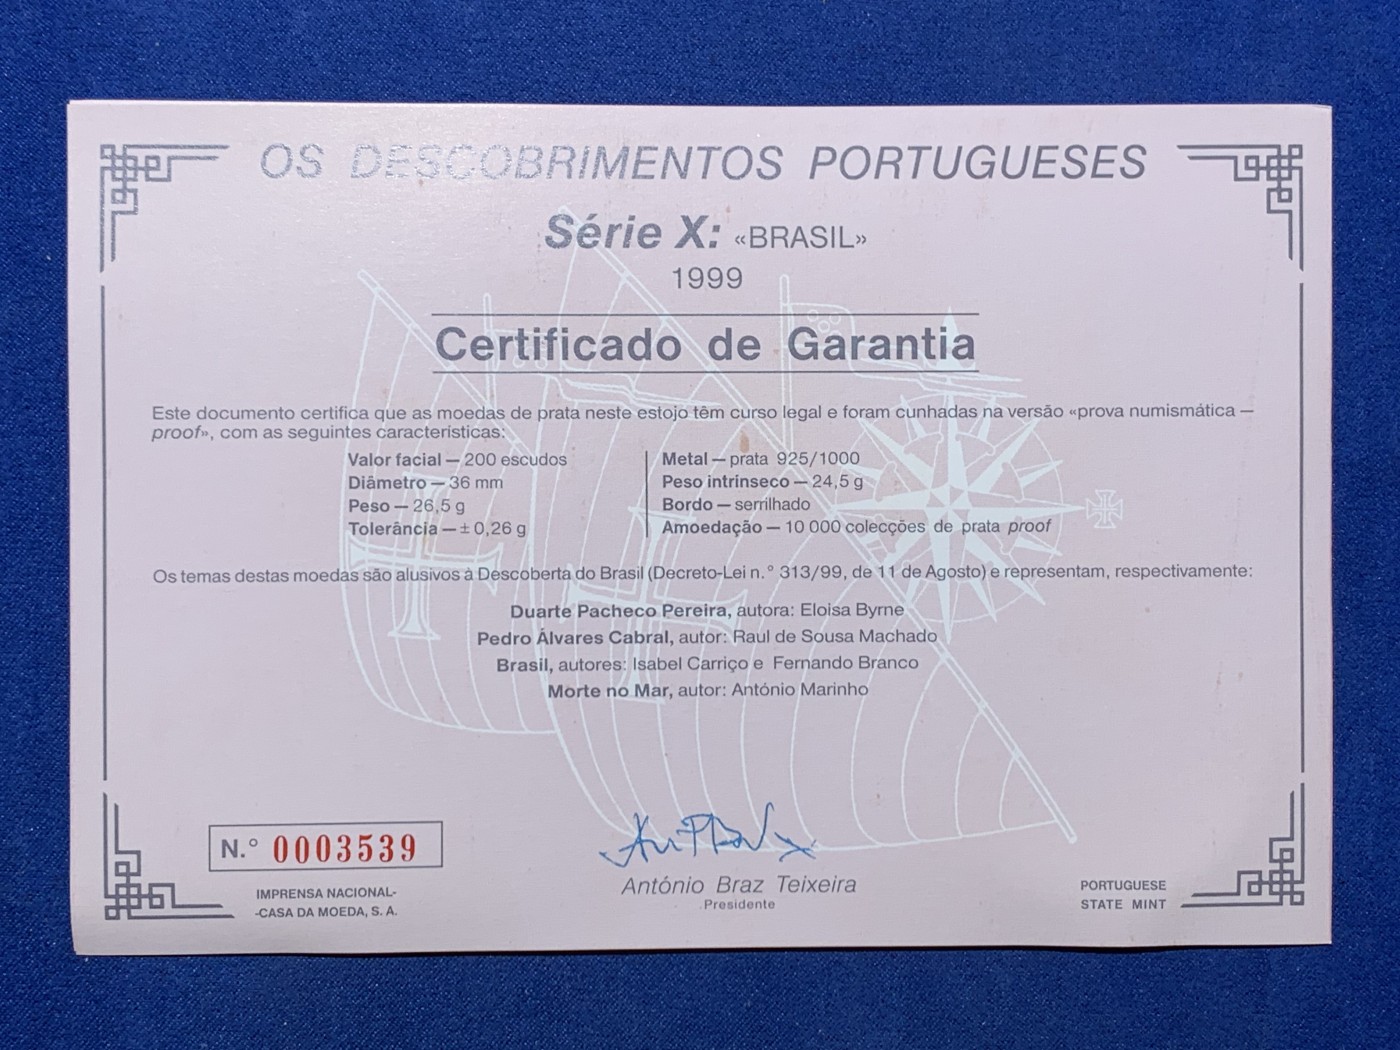 OS DESCOBRIMENTOS PORTUGUESES
Série X: «BRASIL»
1999
Certificado de Garantia
Este documento certifica que as moedas de prata neste estojo têm curso legal e foram cunhadas na versão «prova numismática —
proof», com as seguintes características:
Valor facial — 200 escudos
Diâmetro — 36 mm
Peso — 26,5 g
Tolerância — ± 0,26 g
Metal — prata 925/1000
Peso intrinseco — 24,5 g
Bordo — serrilhado
Amoedação — 10 000 colecções de prata proof
Os temas destas moedas são alusivos à Descoberta do Brasil (Decreto-Lei n.º 313/99, de 11 de Agosto) e representam, respectivamente:
Duarte Pacheco Pereira, autora: Eloisa Byrne
Pedro Álvares Cabral, autor: Raul de Sousa Machado
Brasil, autores: Isabel Carriço e Fernando Branco
Morte no Mar, autor: António Marinho
N.º 0003539
IMPRENSA NACIONAL-
-CASA DA MOEDA, S. A.
António Braz Teixeira
Presidente
PORTUGUESE
STATE MINT